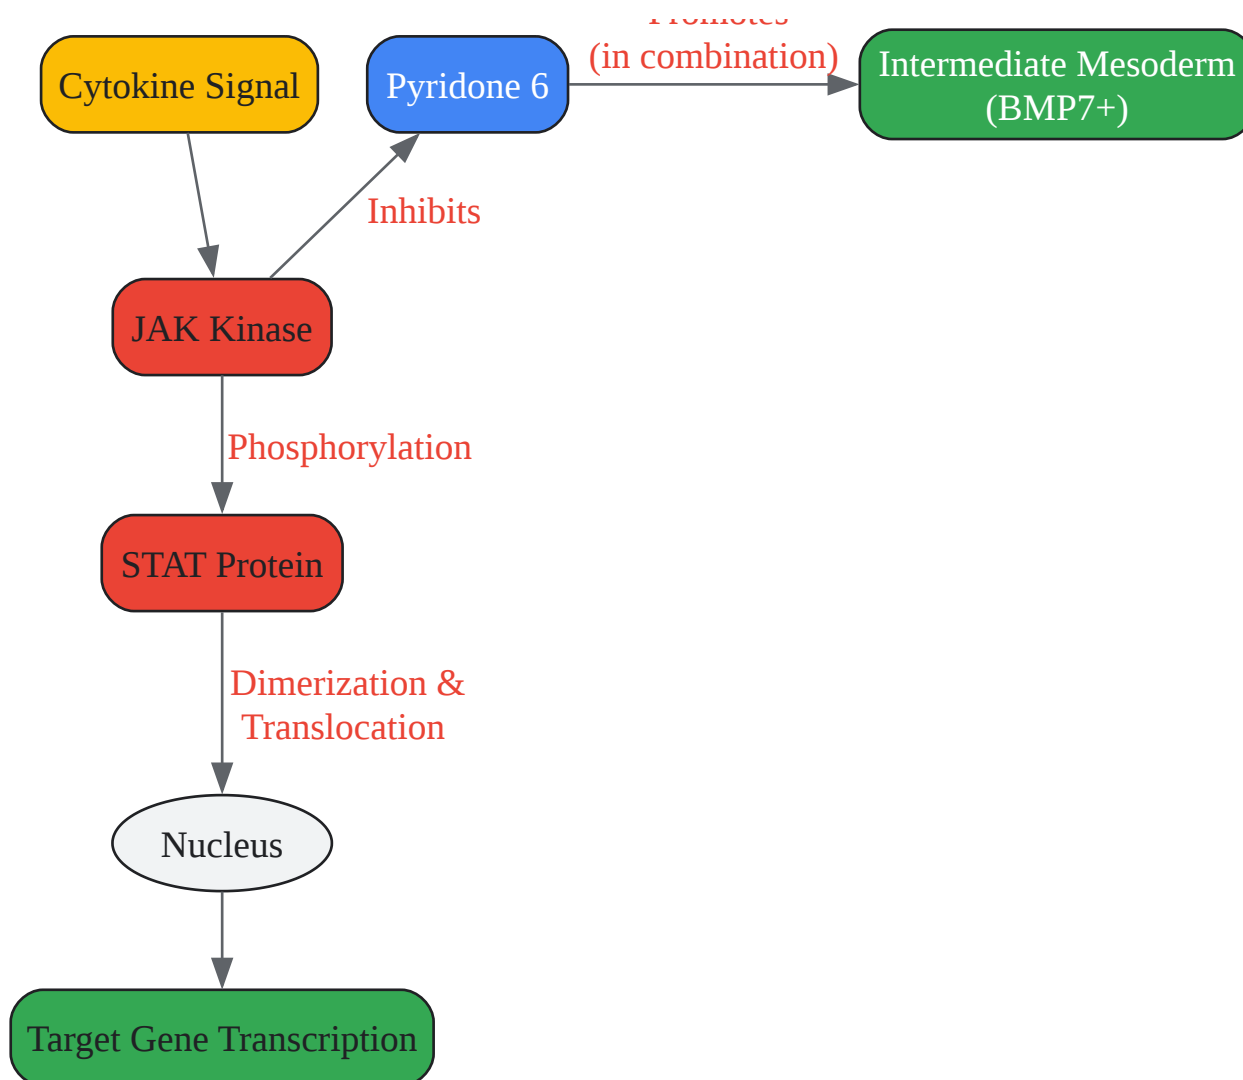 Promotes
(in combination)
Cytokine Signal
Pyridone 6
Intermediate Mesoderm
(BMP7+)
Inhibits
JAK Kinase
Phosphorylation
STAT Protein
Dimerization &
Translocation
Nucleus
Target Gene Transcription